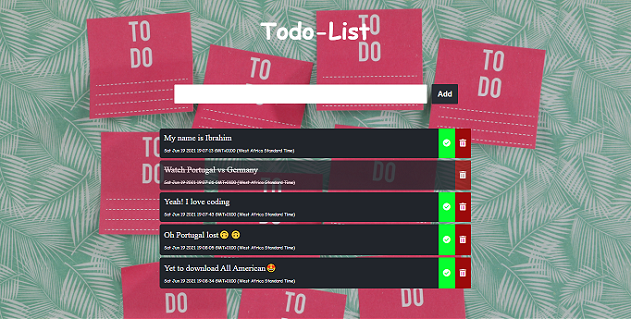 Todo-List
TO
DO
TO
DO
TO
DO
TO
DO
Add
My name is Ibrahim
Sat Jun 19 2021 19:07:13 GMT+0100 (West Africa Standard Time)
Watch Portugal vs Germany
Sat Jun 19 2021 19:07:31 GMT+0100 (West Africa Standard Time)
Yeah! I love coding
Sat Jun 19 2021 19:07:43 GMT+0100 (West Africa Standard Time)
Oh Portugal lost🙃🙃
Sat Jun 19 2021 19:08:05 GMT+0100 (West Africa Standard Time)
Yet to download All American🤩
Sat Jun 19 2021 19:08:34 GMT+0100 (West Africa Standard Time)
TO
DO
TO
DO
TO